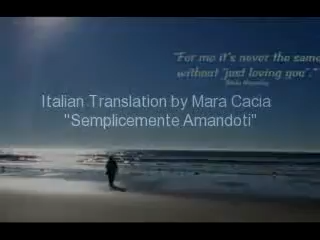 "For me it's never the same
without "just loving you"."
Italian Translation by Mara Cacia
"Semplicemente Amandoti"